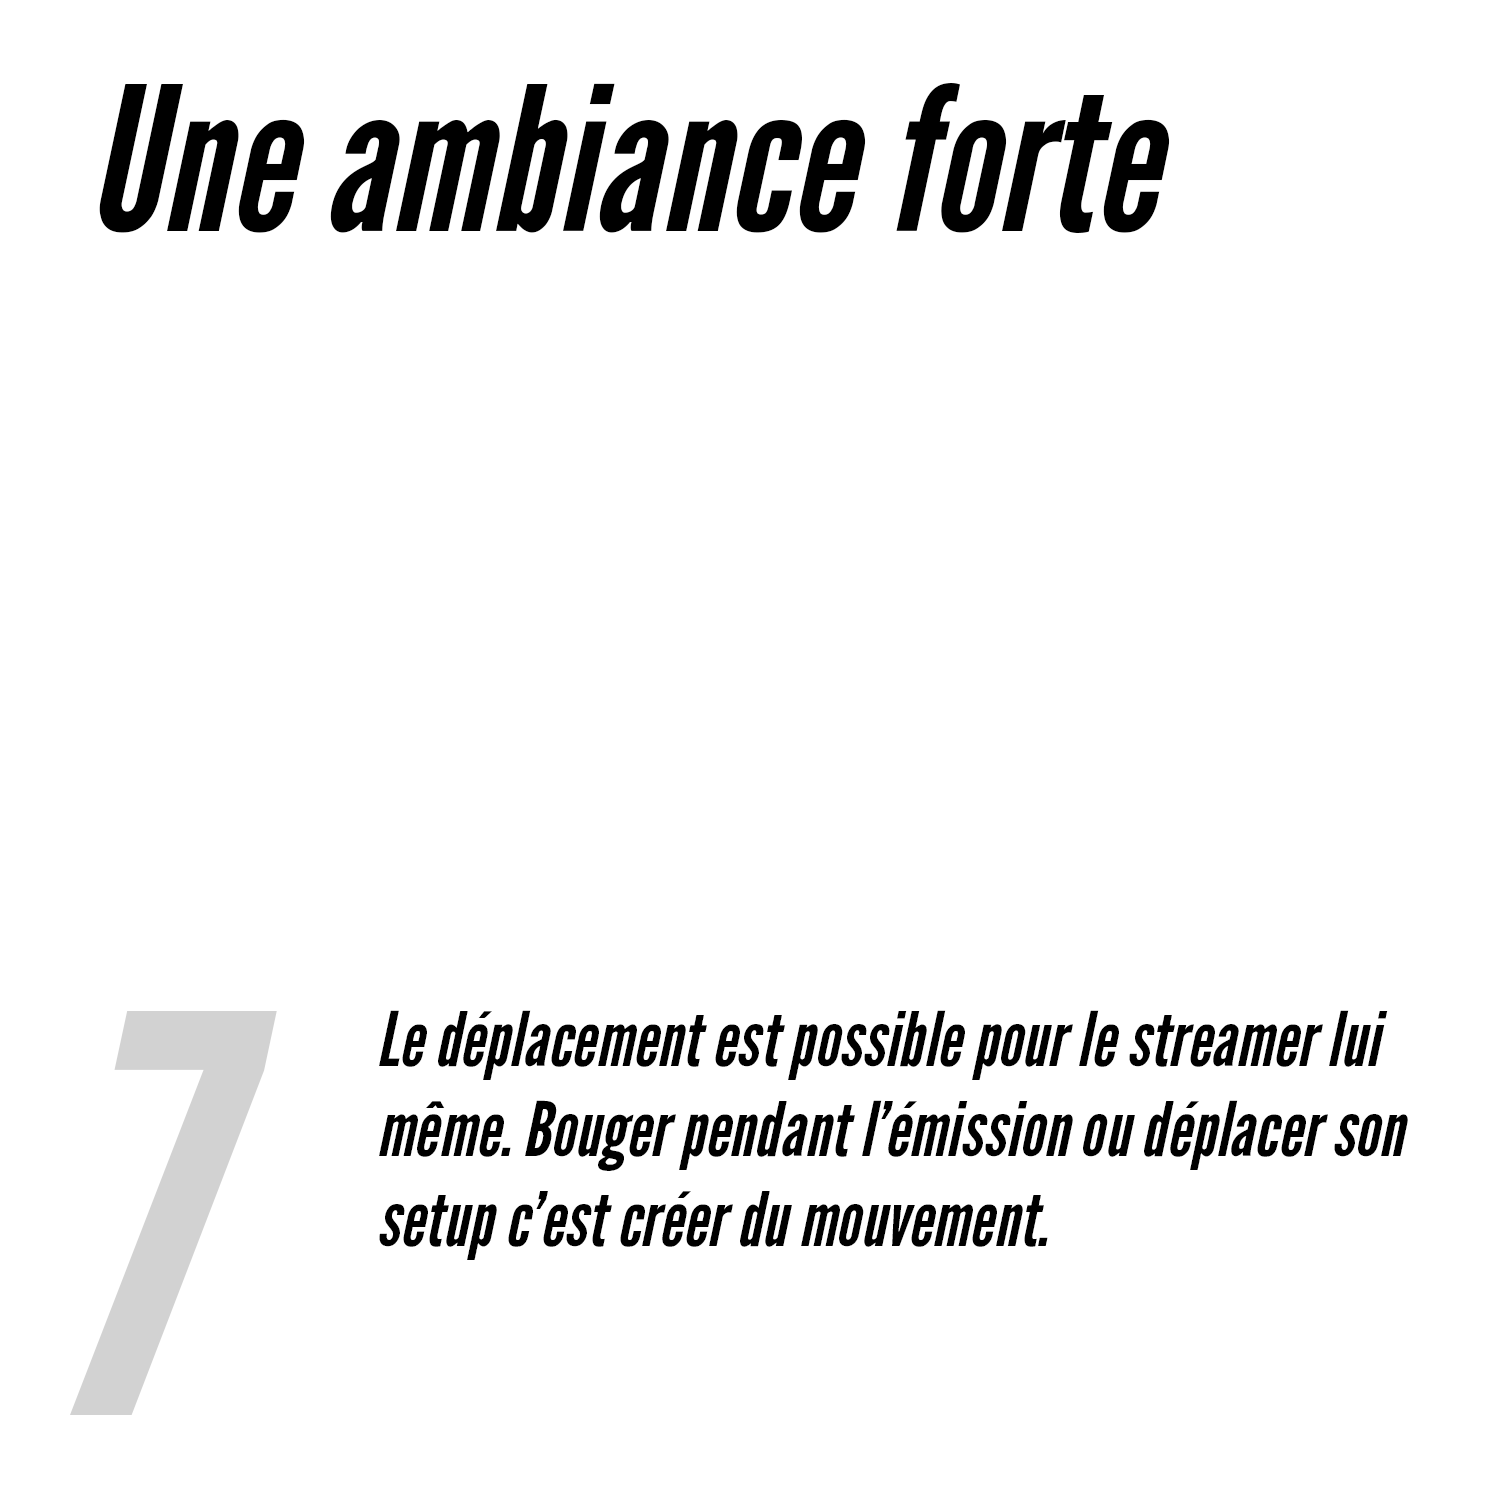 Une ambiance forte
7
Le déplacement est possible pour le streamer lui
même. Bouger pendant l’émission ou déplacer son
setup c’est créer du mouvement.